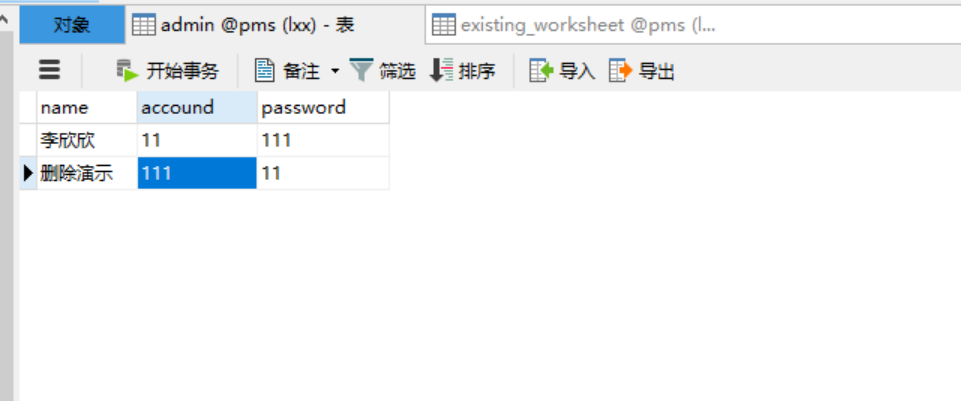 对象 admin @pms (lxx) - 表 existing_worksheet @pms (l...
开始事务 备注 筛选 排序 导入 导出
name accound password
李欣欣 11 111
删除演示 111 11